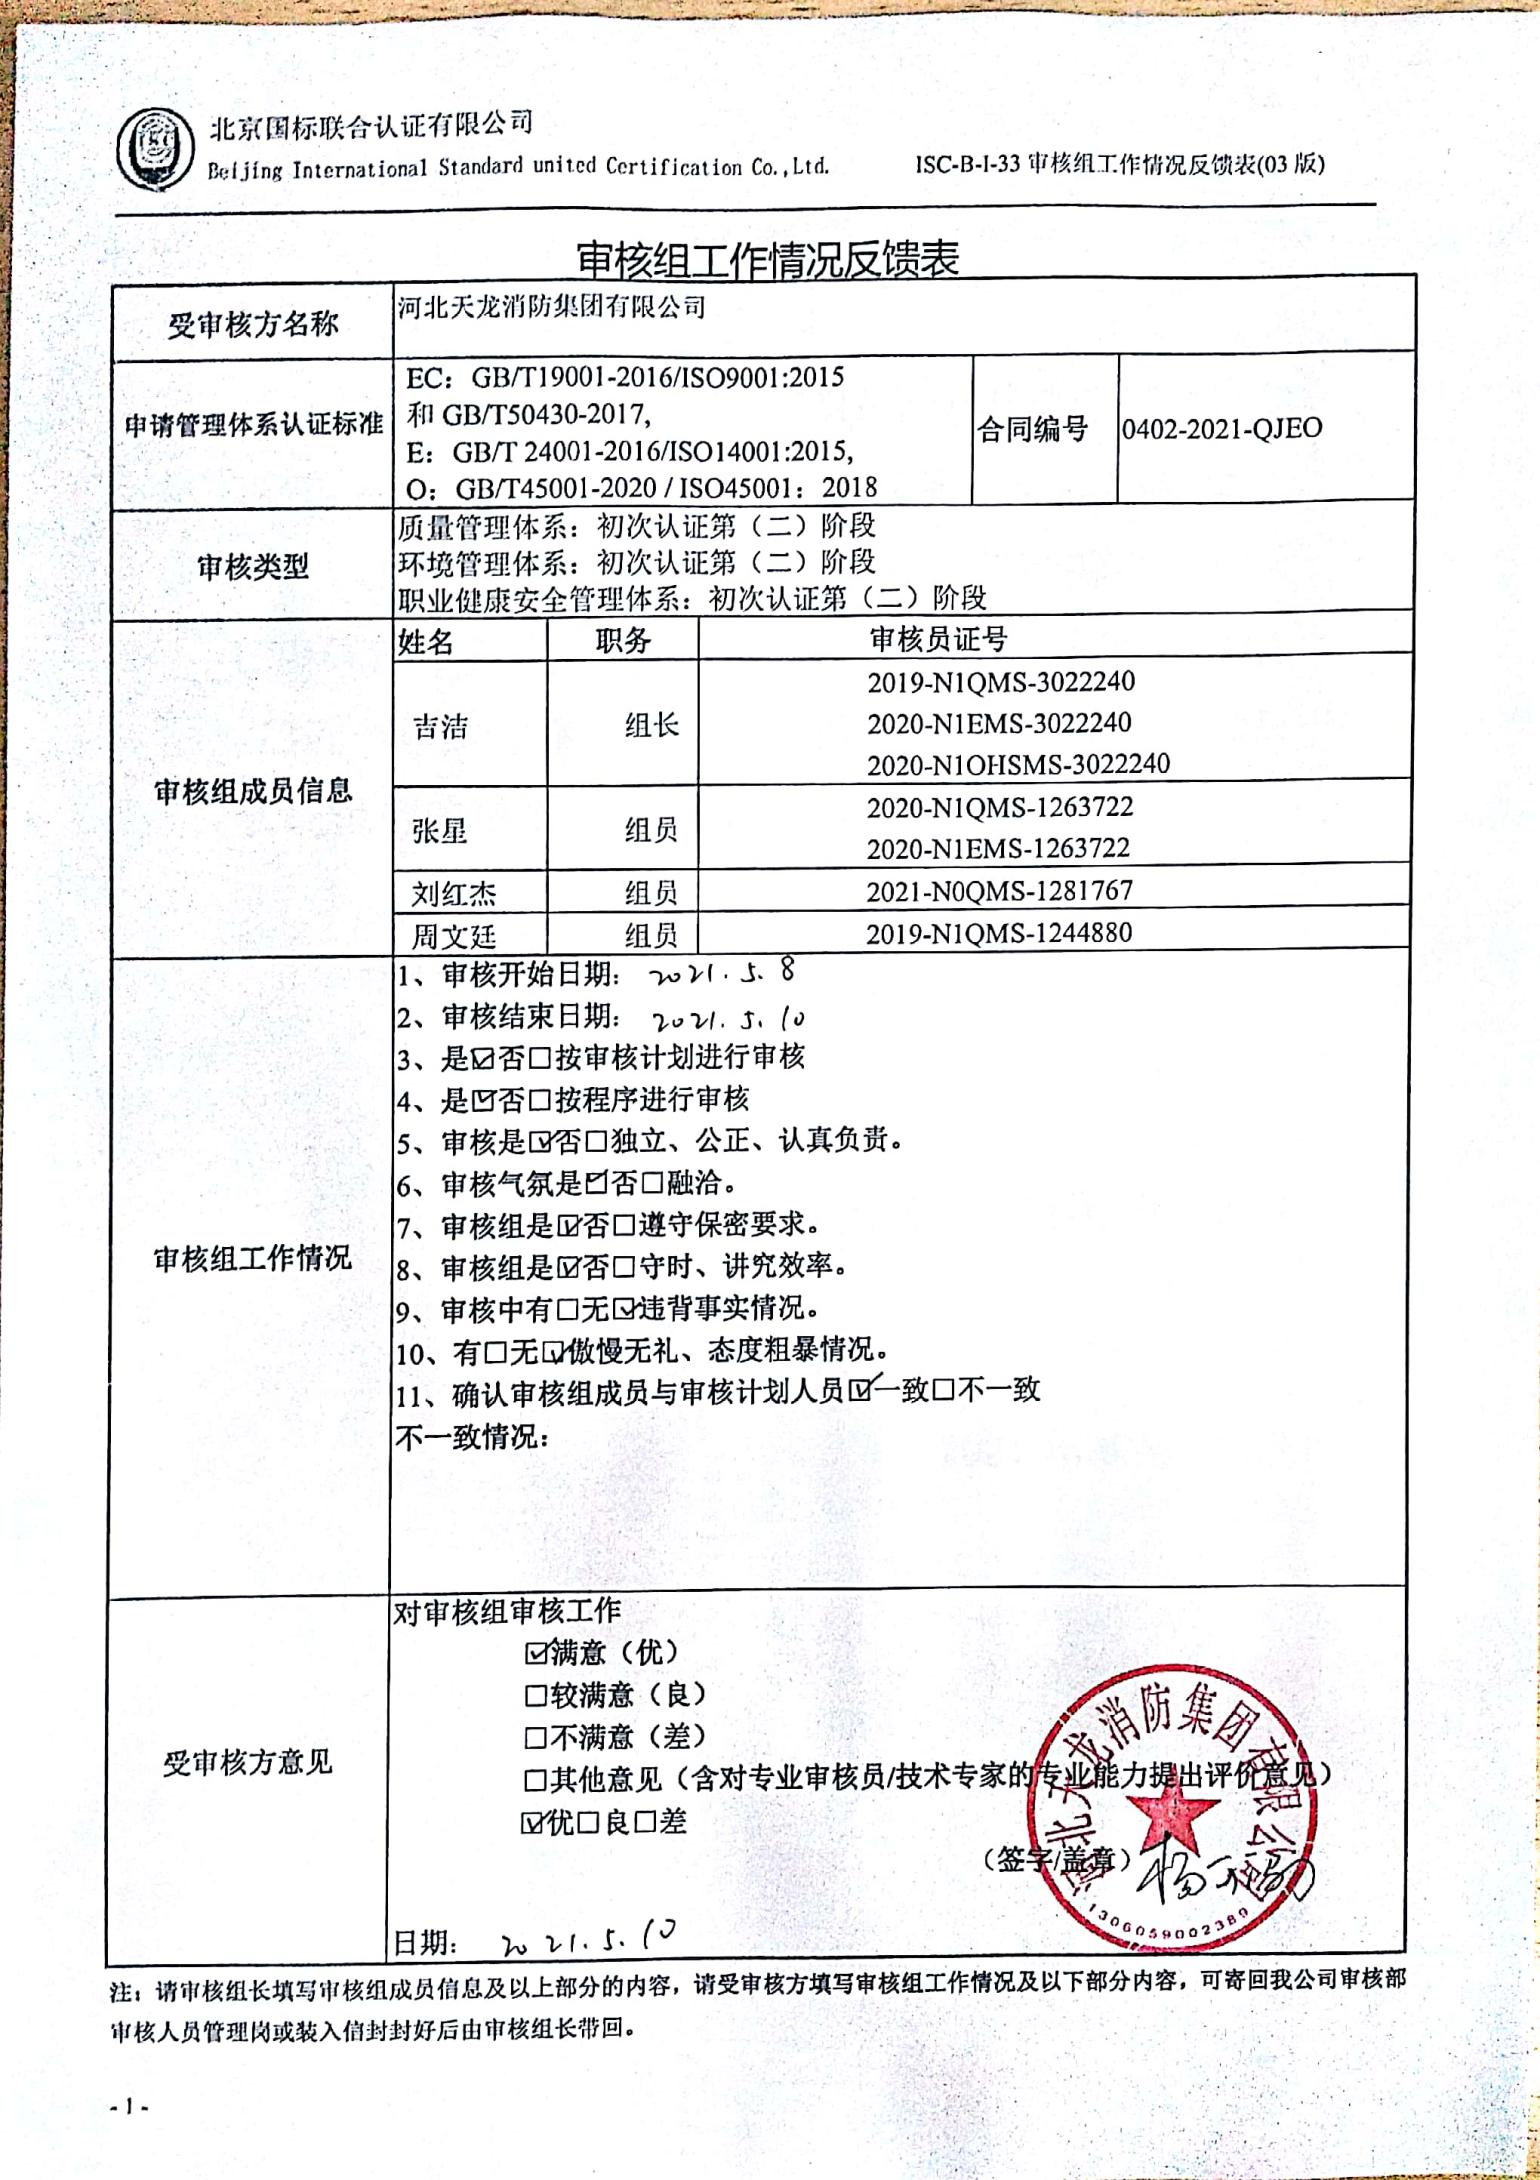 北京国标联合认证有限公司
Beijing International Standard united Certification Co.,Ltd. ISC-B-I-33 审核组工作情况反馈表(03 版)
审核组工作情况反馈表
受审核方名称 河北天龙消防集团有限公司
申请管理体系认证标准
EC：GB/T19001-2016/ISO9001:2015
和 GB/T50430-2017,
E：GB/T 24001-2016/ISO14001:2015,
O：GB/T45001-2020 / ISO45001：2018
合同编号 0402-2021-QJEO
审核类型
质量管理体系：初次认证第（二）阶段
环境管理体系：初次认证第（二）阶段
职业健康安全管理体系：初次认证第（二）阶段
审核组成员信息
姓名 职务 审核员证号
吉洁 组长
2019-N1QMS-3022240
2020-N1EMS-3022240
2020-N1OHSMS-3022240
张星 组员
2020-N1QMS-1263722
2020-N1EMS-1263722
刘红杰 组员 2021-N0QMS-1281767
周文廷 组员 2019-N1QMS-1244880
审核组工作情况
1、审核开始日期： 2021.5.8
2、审核结束日期： 2021.5.10
3、是☑否□按审核计划进行审核
4、是☑否□按程序进行审核
5、审核是☑否□独立、公正、认真负责。
6、审核气氛是☑否□融洽。
7、审核组是☑否□遵守保密要求。
8、审核组是☑否□守时、讲究效率。
9、审核中有□无☑违背事实情况。
10、有□无☑傲慢无礼、态度粗暴情况。
11、确认审核组成员与审核计划人员☑一致□不一致
不一致情况：
受审核方意见
对审核组审核工作
☑满意（优）
□较满意（良）
□不满意（差）
□其他意见（含对专业审核员/技术专家的专业能力提出评价意见）
☑优□良□差
（签字/盖章）
河北天龙消防集团有限公司
1306059002389
日期： 2021.5.10
注：请审核组长填写审核组成员信息及以上部分的内容，请受审核方填写审核组工作情况及以下部分内容，可寄回我公司审核部
审核人员管理岗或装入信封封好后由审核组长带回。
- 1 -